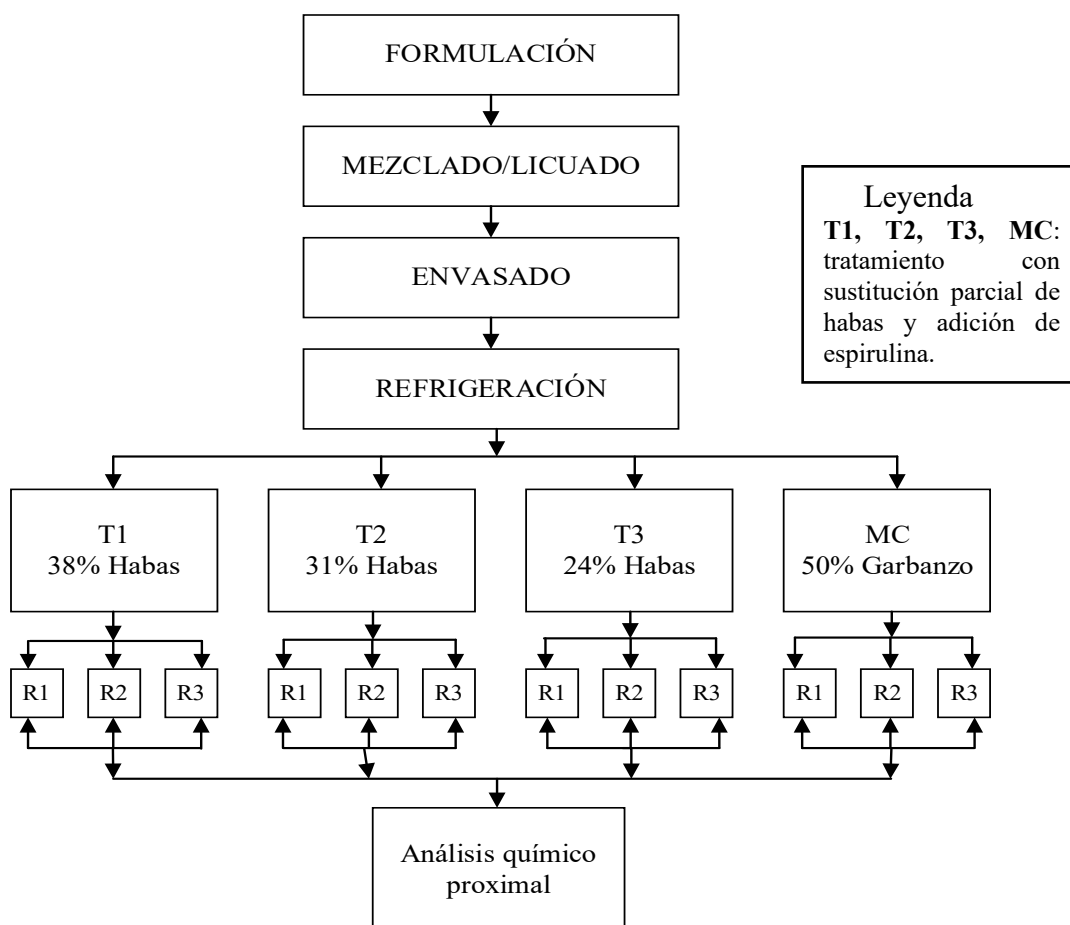 FORMULACIÓN
MEZCLADO/LICUADO
ENVASADO
REFRIGERACIÓN
Leyenda
T1, T2, T3, MC:
tratamiento con
sustitución parcial de
habas y adición de
espirulina.
T1
38% Habas
T2
31% Habas
T3
24% Habas
MC
50% Garbanzo
R1
R2
R3
R1
R2
R3
R1
R2
R3
R1
R2
R3
Análisis químico
proximal